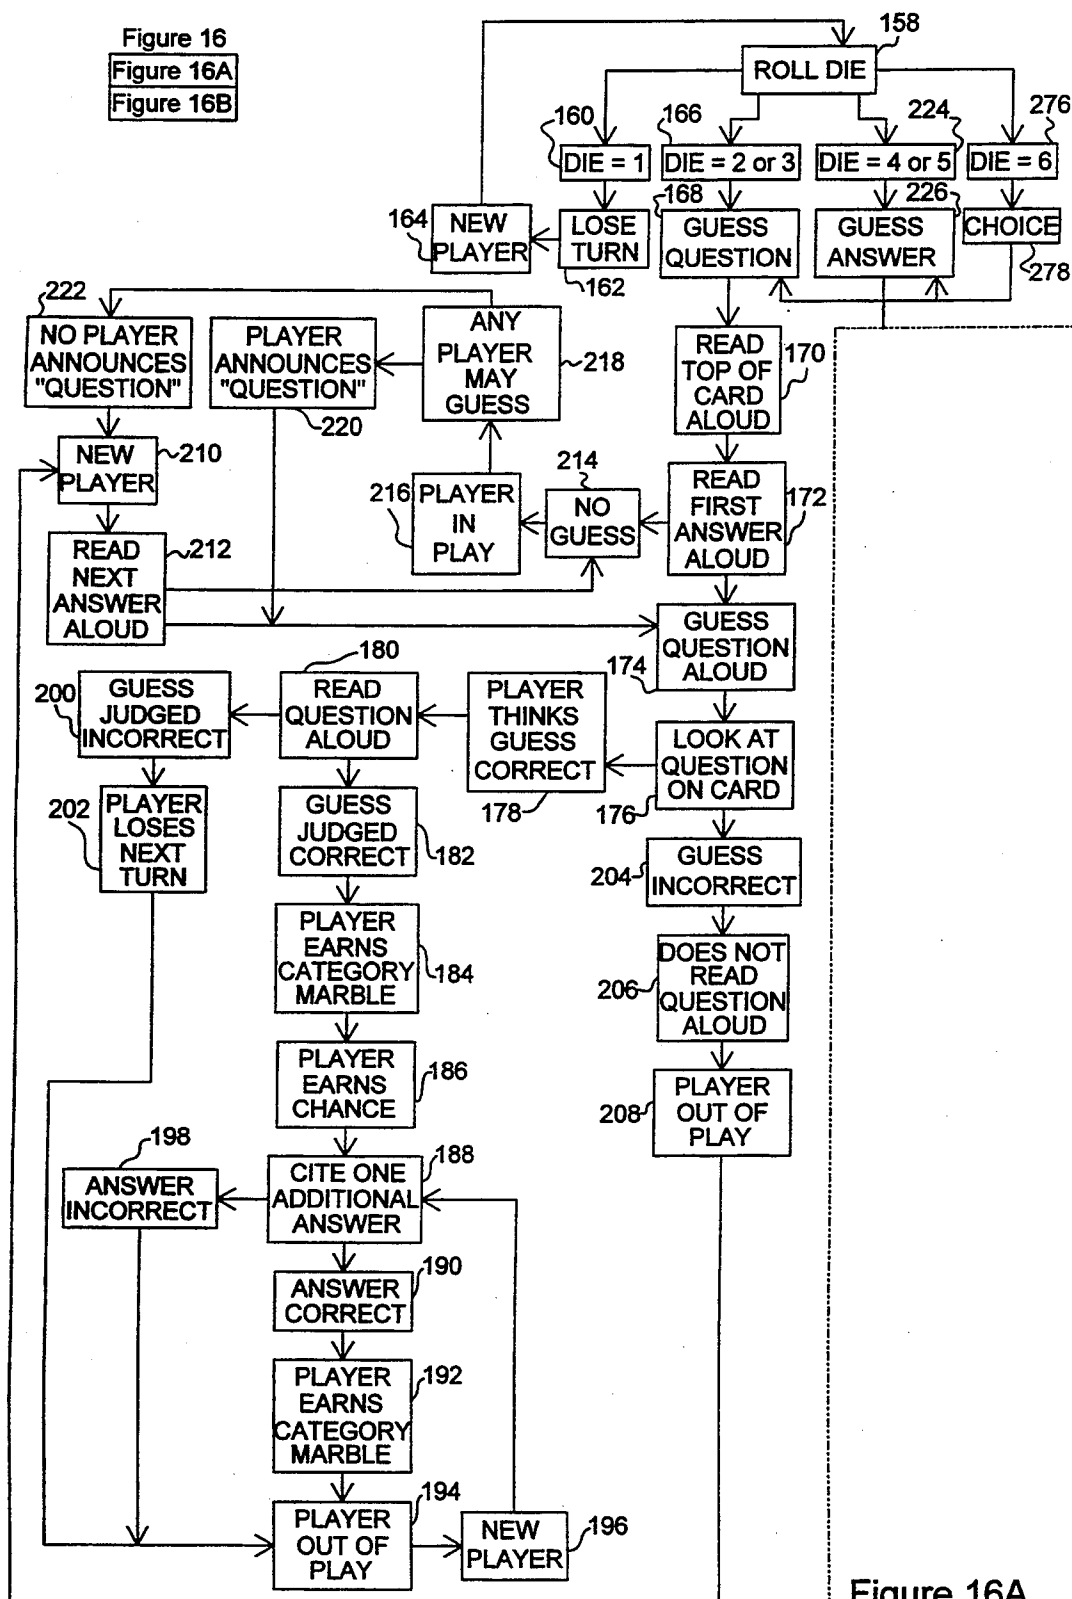 Figure 16
Figure 16A
Figure 16B
158
ROLL DIE
160
166
224
276
DIE = 1
DIE = 2 or 3
DIE = 4 or 5
DIE = 6
168
226
164
NEW
PLAYER
LOSE
TURN
GUESS
QUESTION
GUESS
ANSWER
CHOICE
162
278
222
NO PLAYER
ANNOUNCES
"QUESTION"
PLAYER
ANNOUNCES
"QUESTION"
220
ANY
PLAYER
MAY
GUESS
218
READ
TOP OF
CARD
ALOUD
170
NEW
PLAYER
210
214
216
PLAYER
IN
PLAY
NO
GUESS
READ
FIRST
ANSWER
ALOUD
172
READ
NEXT
ANSWER
ALOUD
212
GUESS
QUESTION
ALOUD
174
180
200
GUESS
JUDGED
INCORRECT
READ
QUESTION
ALOUD
PLAYER
THINKS
GUESS
CORRECT
178
LOOK AT
QUESTION
ON CARD
176
202
PLAYER
LOSES
NEXT
TURN
GUESS
JUDGED
CORRECT
182
204
GUESS
INCORRECT
PLAYER
EARNS
CATEGORY
MARBLE
184
206
DOES NOT
READ
QUESTION
ALOUD
PLAYER
EARNS
CHANCE
186
208
PLAYER
OUT OF
PLAY
198
ANSWER
INCORRECT
CITE ONE
ADDITIONAL
ANSWER
188
190
ANSWER
CORRECT
PLAYER
EARNS
CATEGORY
MARBLE
192
194
PLAYER
OUT OF
PLAY
NEW
PLAYER
196
Figure 16A